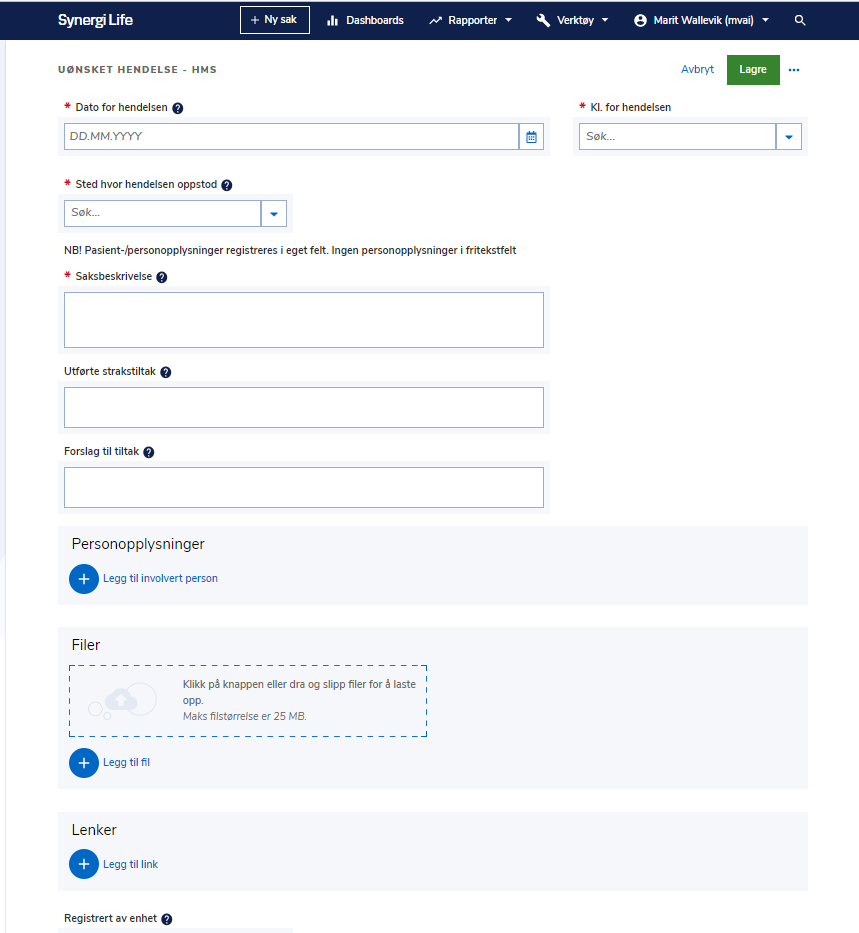 Synergi Life
+ Ny sak
Dashboards
Rapporter
Verktøy
Marit Wallevik (mvai)
UØNSKET HENDELSE - HMS
Avbryt
Lagre
* Dato for hendelsen ?
* Kl. for hendelsen
DD.MM.YYYY
Søk...
* Sted hvor hendelsen oppstod ?
Søk...
NB! Pasient-/personopplysninger registreres i eget felt. Ingen personopplysninger i fritekstfelt
* Saksbeskrivelse ?
Utførte strakstiltak ?
Forslag til tiltak ?
Personopplysninger
+ Legg til involvert person
Filer
Klikk på knappen eller dra og slipp filer for å laste
opp.
Maks filstørrelse er 25 MB.
+ Legg til fil
Lenker
+ Legg til link
Registrert av enhet ?